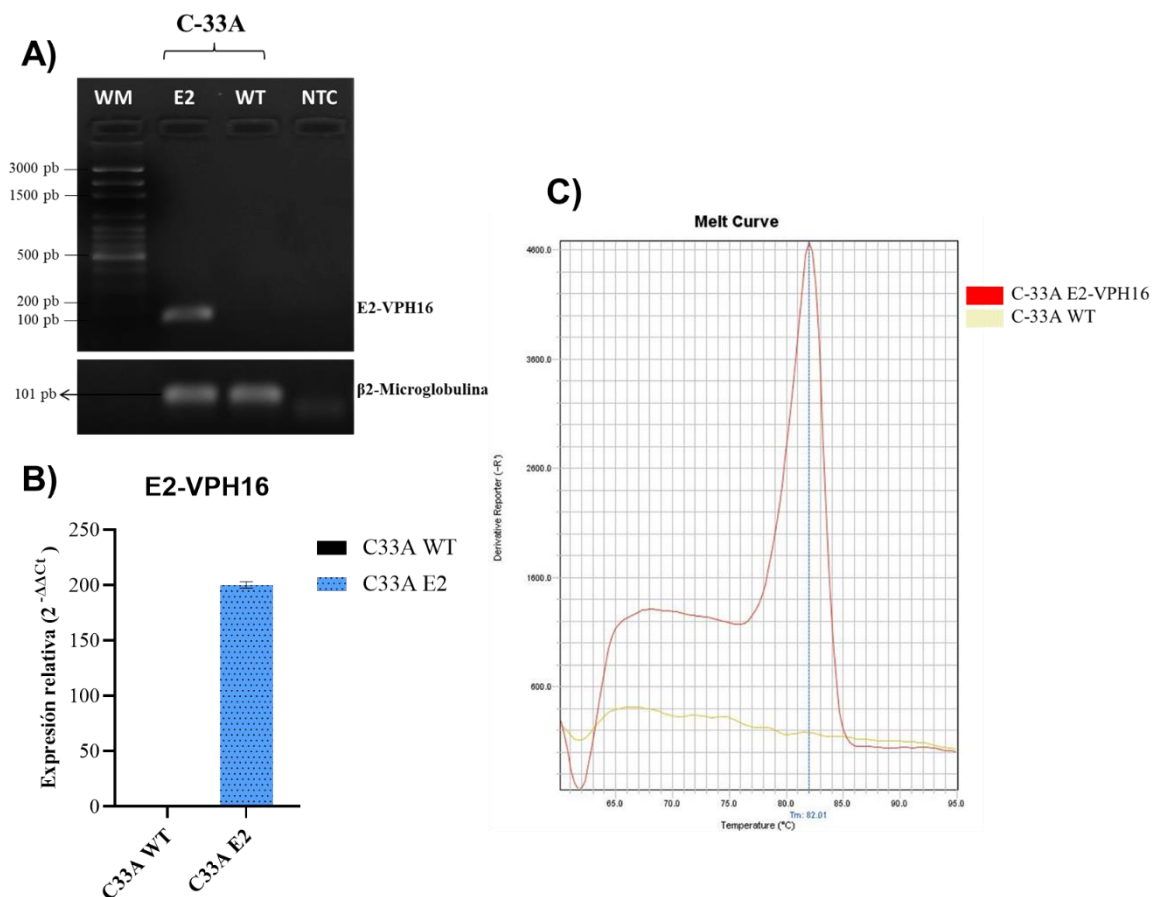 A)
C-33A
WM E2 WT NTC
3000 pb
1500 pb
500 pb
200 pb
100 pb
E2-VPH16
101 pb
β2-Microglobulina
B)
E2-VPH16
Expresión relativa (2^-ΔΔCt)
250
200
150
100
50
0
C33A WT
C33A E2
C33A WT
C33A E2
C)
Melt Curve
Derivative Reporter (-R')
4600.0
3600.0
2600.0
1600.0
600.0
65.0 70.0 75.0 80.0 85.0 90.0 95.0
Tm: 82.01
Temperature (°C)
C-33A E2-VPH16
C-33A WT